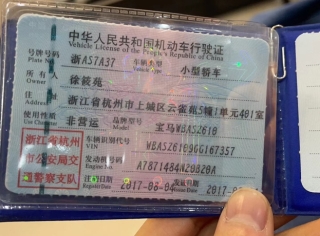 中华人民共和国机动车行驶证
Vehicle License of the People's Republic of China
号牌号码 浙A57A37 车辆类型 小型轿车
Plate No. Vehicle Type
所有人 徐筱苑
Owner
住址 浙江省杭州市上城区云雀苑5幢1单元401室
Address
使用性质 非营运 品牌型号 宝马WBA5Z610
Use Character Model
浙江省杭州市公安局交通警察支队
车辆识别代号
VIN
发动机号码
Engine No.
注册日期 2017-08-04 发证日期 2017-0
Register Date Issue Date